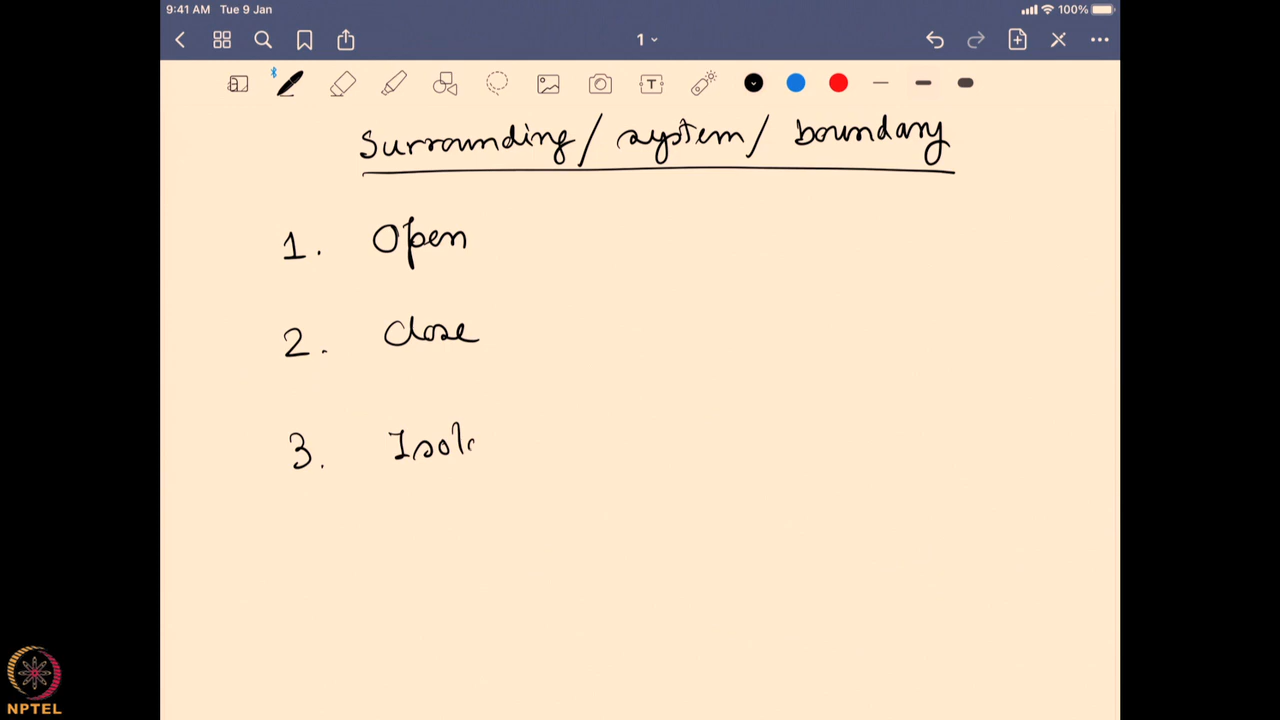 9:41 AM Tue 9 Jan
100%
1
T
Surrounding / system / boundary
1. Open
2. Close
3. Isol
NPTEL